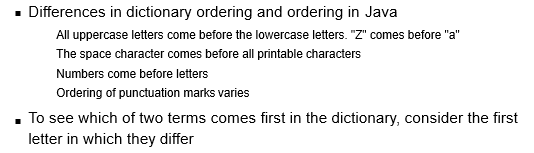 ▪ Differences in dictionary ordering and ordering in Java
All uppercase letters come before the lowercase letters. "Z" comes before "a"
The space character comes before all printable characters
Numbers come before letters
Ordering of punctuation marks varies
▪ To see which of two terms comes first in the dictionary, consider the first
letter in which they differ